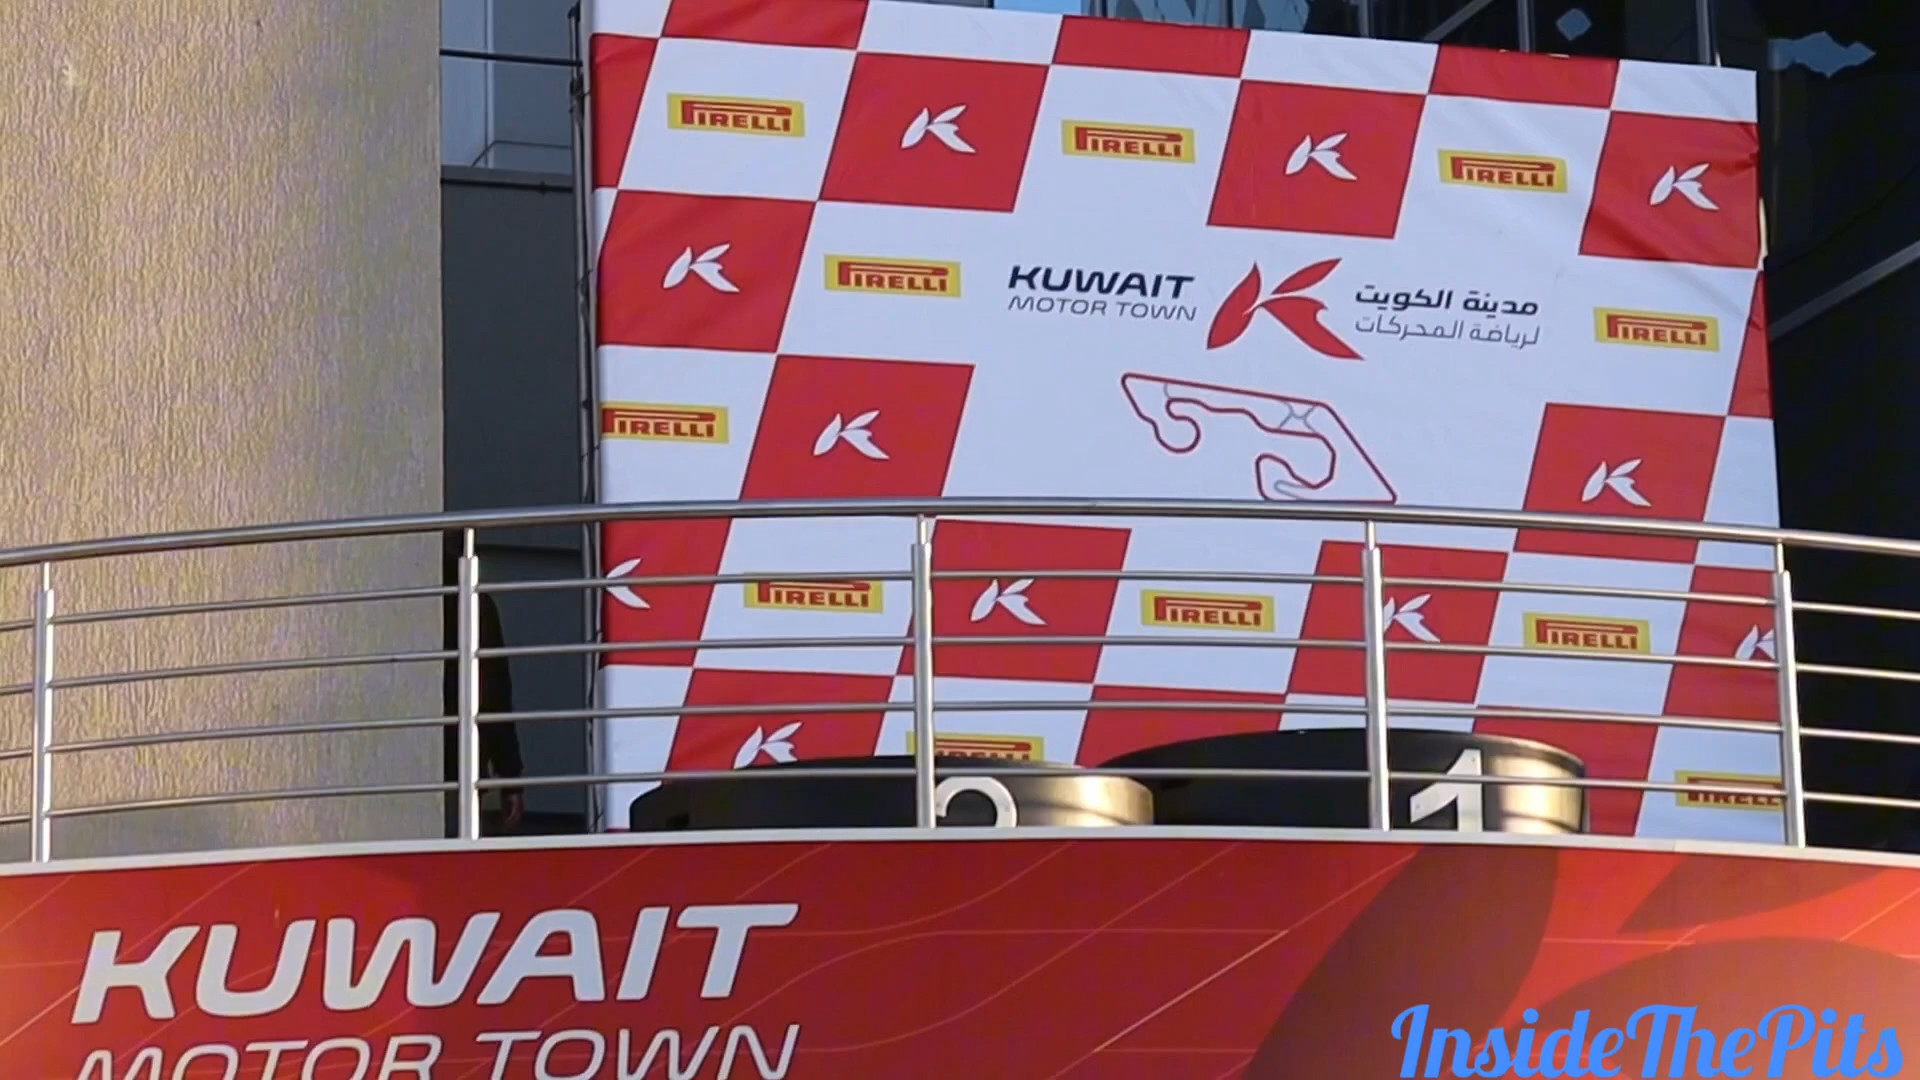 PIRELLI
PIRELLI
PIRELLI
PIRELLI
KUWAIT
MOTOR TOWN
مدينة الكويت
لرياضة المحركات
PIRELLI
PIRELLI
PIRELLI
PIRELLI
PIRELLI
PIRELLI
PIRELLI
2
1
KUWAIT
MOTOR TOWN
InsideThePits